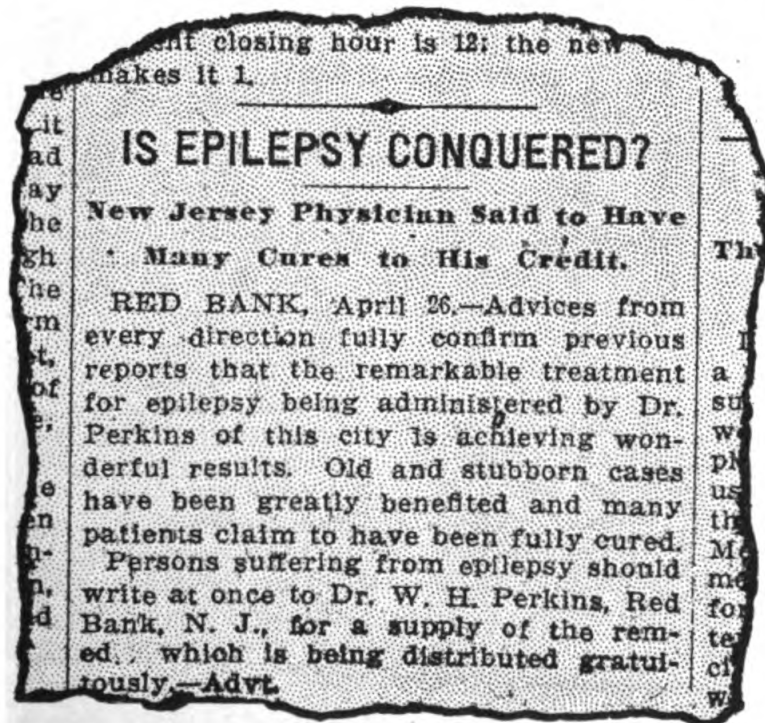 ent closing hour is 12; the new
makes it 1.
IS EPILEPSY CONQUERED?
New Jersey Physician Said to Have
Many Cures to His Credit.
RED BANK, April 26.—Advices from
every direction fully confirm previous
reports that the remarkable treatment
for epilepsy being administered by Dr.
Perkins of this city is achieving won-
derful results. Old and stubborn cases
have been greatly benefited and many
patients claim to have been fully cured.
Persons suffering from epilepsy should
write at once to Dr. W. H. Perkins, Red
Bank, N. J., for a supply of the rem-
ed.. which is being distributed gratui-
tously.—Advt.